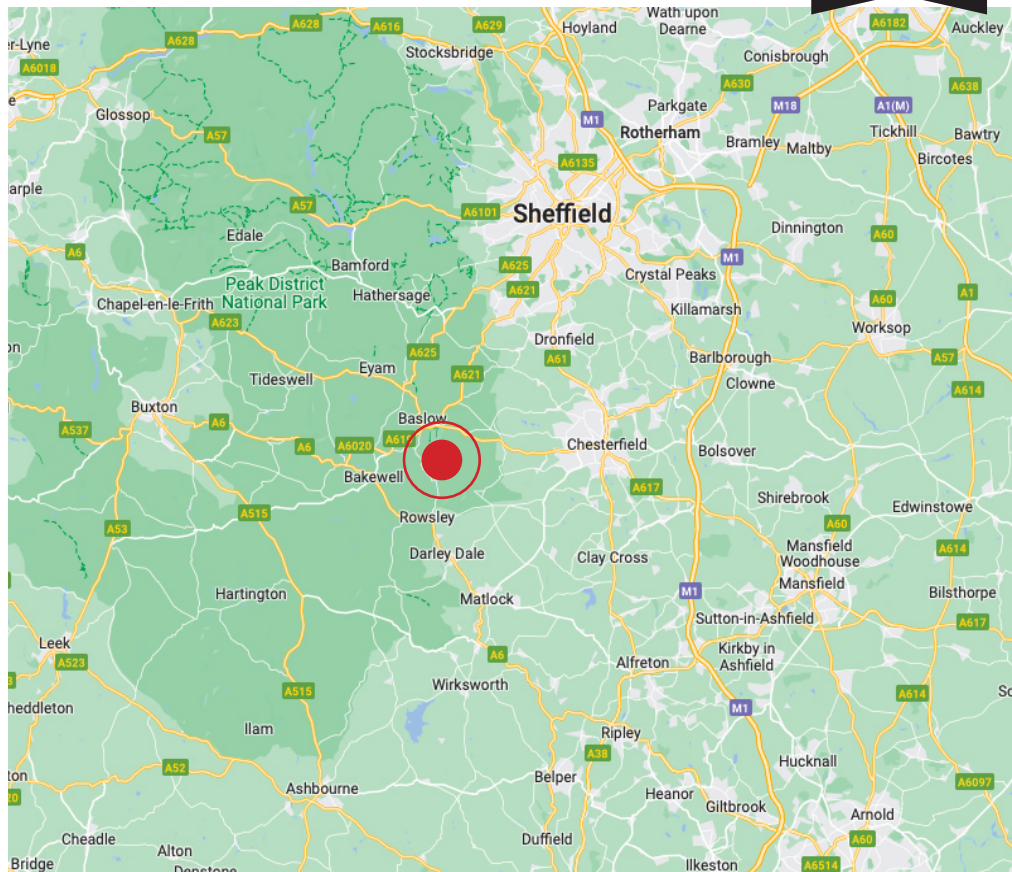 A628
A616
A629
Hoyland
Wath upon
Dearne
A6182
Auckley
er-Lyne
A628
Stocksbridge
Conisbrough
A6018
A630
A638
Glossop
Parkgate
M18
A1(M)
M1
A57
Rotherham
Tickhill
Bawtry
Bramley
Maltby
A6135
Bircotes
arple
A57
A6101
Sheffield
Edale
Dinnington
A60
A6
M1
Bamford
A625
Crystal Peaks
Peak District
National Park
Hathersage
A621
A60
A1
Chapel-en-le-Frith
Killamarsh
A623
Worksop
on
Dronfield
A625
A61
Barlborough
A57
Eyam
A621
Tideswell
Clowne
A614
Buxton
Baslow
A6
A537
A6
A6020
A619
Chesterfield
Bolsover
Bakewell
A617
Shirebrook
A515
Rowsley
Edwinstowe
A53
A60
Darley Dale
Clay Cross
Mansfield
Woodhouse
A614
Hartington
Matlock
M1
Mansfield
Bilsthorpe
Sutton-in-Ashfield
A617
Leek
A523
A6
Alfreton
Kirkby in
Ashfield
3
Wirksworth
A515
A614
So
heddleton
M1
Ilam
Ripley
A38
Hucknall
ton
A52
Belper
A6097
20
Ashbourne
Heanor
Giltbrook
Arnold
Cheadle
Duffield
A60
Alton
Bridge
Denstone
Ilkeston
A6514